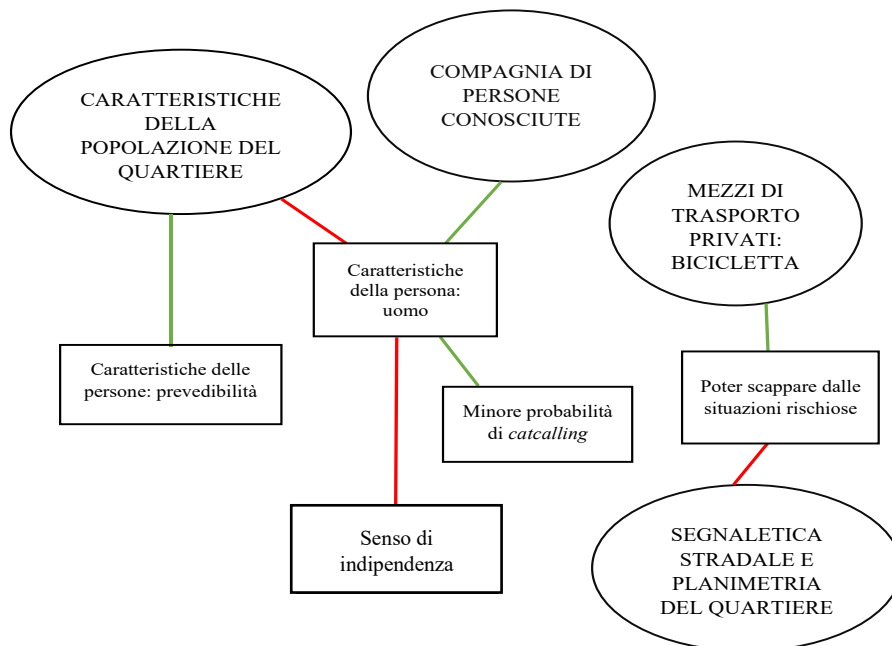 CARATTERISTICHE
DELLA
POPOLAZIONE DEL
QUARTIERE
COMPAGNIA DI
PERSONE
CONOSCIUTE
MEZZI DI
TRASPORTO
PRIVATI:
BICICLETTA
Caratteristiche
della persona:
uomo
Caratteristiche delle
persone: prevedibilità
Minore probabilità
di catcalling
Poter scappare dalle
situazioni rischiose
Senso di
indipendenza
SEGNALETICA
STRADALE E
PLANIMETRIA
DEL QUARTIERE